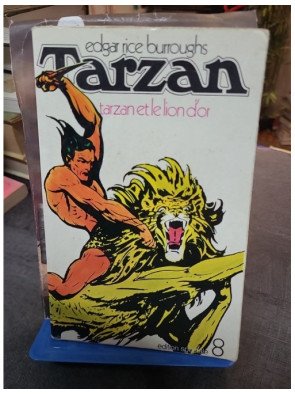 edgar rice burroughs
Tarzan
tarzan et le lion d'or
8